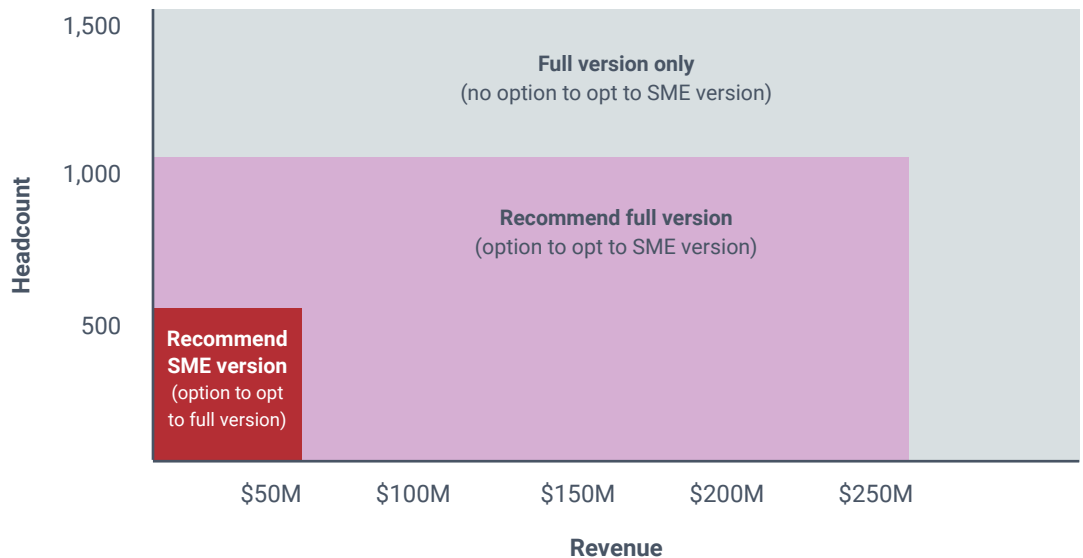 1,500
Full version only
(no option to opt to SME version)
1,000
Recommend full version
(option to opt to SME version)
Headcount
500
Recommend
SME version
(option to opt
to full version)
$50M
$100M
$150M
$200M
$250M
Revenue